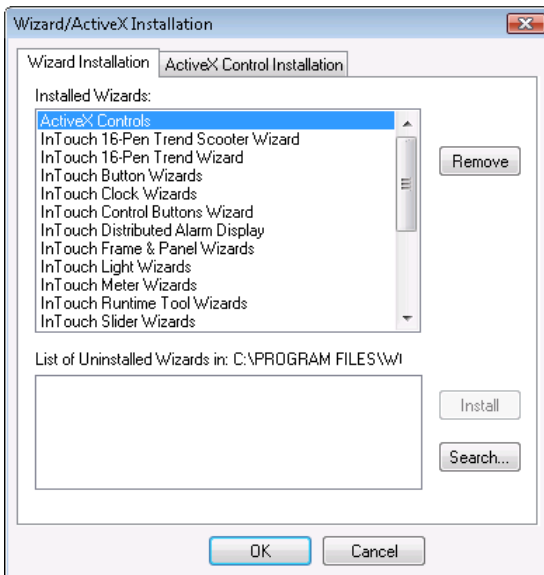 Wizard/ActiveX Installation
Wizard Installation
ActiveX Control Installation
Installed Wizards:
ActiveX Controls
InTouch 16-Pen Trend Scooter Wizard
InTouch 16-Pen Trend Wizard
InTouch Button Wizards
InTouch Clock Wizards
InTouch Control Buttons Wizard
InTouch Distributed Alarm Display
InTouch Frame & Panel Wizards
InTouch Light Wizards
InTouch Meter Wizards
InTouch Runtime Tool Wizards
InTouch Slider Wizards
Remove
List of Uninstalled Wizards in: C:\PROGRAM FILES\W
Install
Search...
OK
Cancel